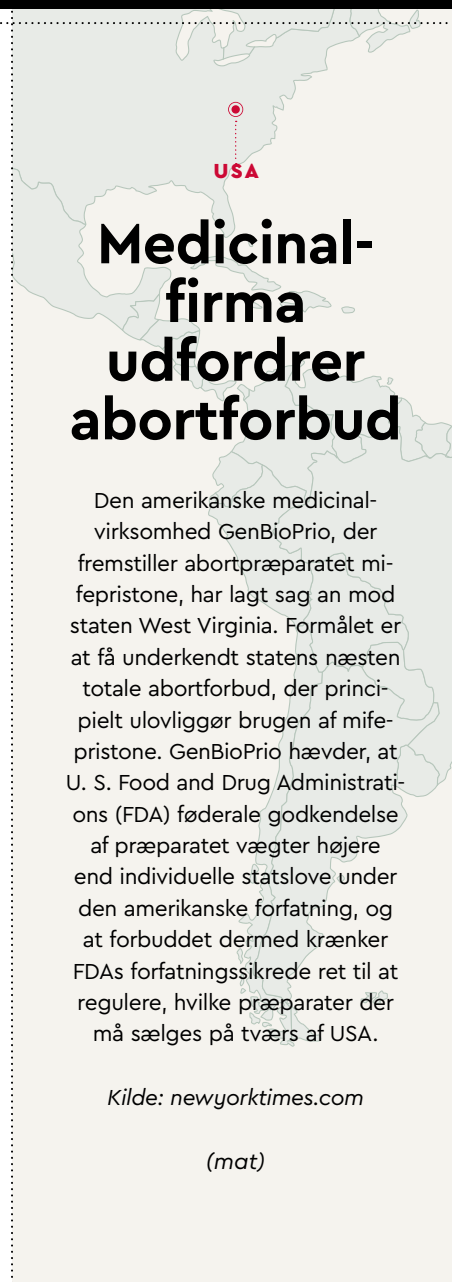 USA
Medicinal-
firma
udfordrer
abortforbud
Den amerikanske medicinal-
virksomhed GenBioPrio, der
fremstiller abortpræparatet mi-
fepristone, har lagt sag an mod
staten West Virginia. Formålet er
at få underkendt statens næsten
totale abortforbud, der princi-
pielt ulovliggør brugen af mife-
pristone. GenBioPrio hævder, at
U. S. Food and Drug Administrati-
ons (FDA) føderale godkendelse
af præparatet vægter højere
end individuelle statslove under
den amerikanske forfatning, og
at forbuddet dermed krænker
FDAs forfatningssikrede ret til at
regulere, hvilke præparater der
må sælges på tværs af USA.
Kilde: newyorktimes.com
(mat)